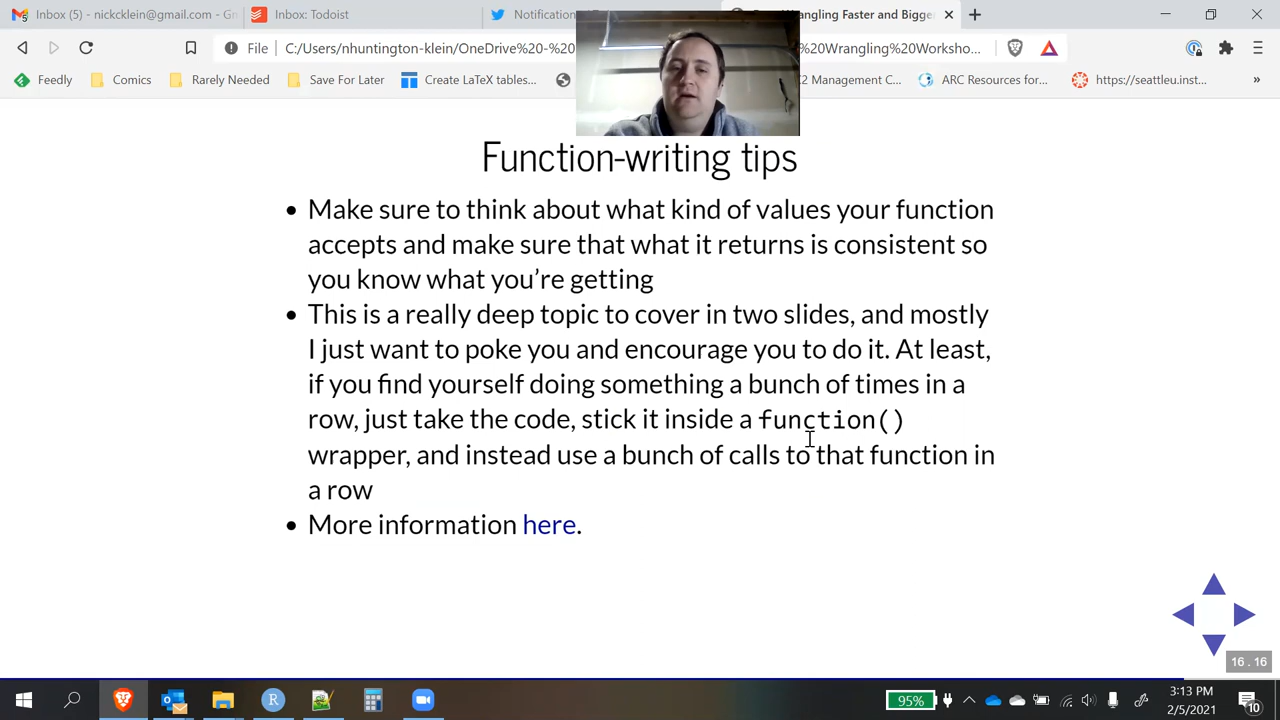 Inbox (5) - nickcklein@gmail.com - G
Inbox: Todoist
Wrangling Faster and Bigge
File
C:/Users/nhuntington-klein/OneDrive%20-%20
%20Wrangling%20Worksho...
Feedly
Comics
Rarely Needed
Save For Later
Create LaTeX tables...
C2 Management C...
ARC Resources for...
https://seattleu.inst...
»
Function-writing tips
• Make sure to think about what kind of values your function
accepts and make sure that what it returns is consistent so
you know what you’re getting
• This is a really deep topic to cover in two slides, and mostly
I just want to poke you and encourage you to do it. At least,
if you find yourself doing something a bunch of times in a
row, just take the code, stick it inside a function()
wrapper, and instead use a bunch of calls to that function in
a row
• More information here.
16 . 16
95%
3:13 PM
2/5/2021
10